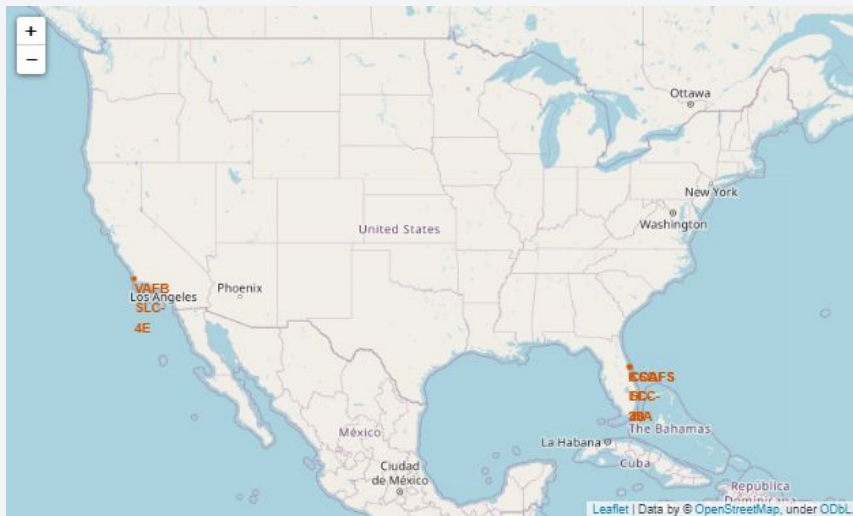 +
−
Ottawa
New York
Washington
United States
VAFB
Los Angeles
Phoenix
SLC-
4E
The Bahamas
La Habana
Cuba
México
Ciudad
de México
República
Dominicana
Leaflet | Data by © OpenStreetMap, under ODbL.